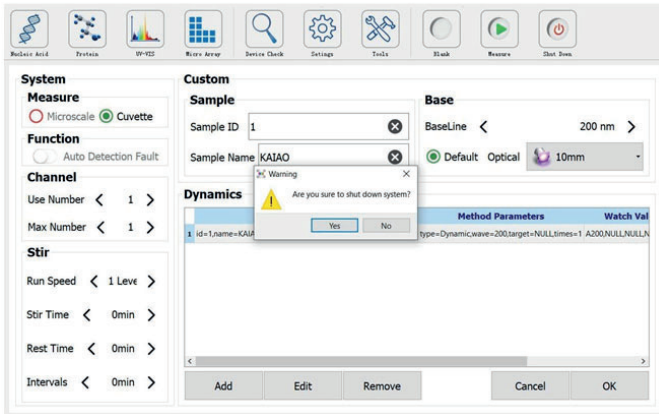 Nucleic Acid Protein UV-VIS Micro Array Device Check Settings Tools Blank Measure Shut Down
System
Measure
Microscale Cuvette
Function
Auto Detection Fault
Channel
Use Number < 1 >
Max Number < 1 >
Stir
Run Speed < 1 Leve >
Stir Time < 0min >
Rest Time < 0min >
Intervals < 0min >
Custom
Sample
Sample ID 1
Sample Name KAIAO
Base
BaseLine < 200 nm >
Default Optical 10mm
Warning
Are you sure to shut down system?
Yes No
Dynamics
Method Parameters Watch Val
1 id=1,name=KAIA type=Dynamic,wave=200,target=NULL,times=1 A200,NULL,NULL,N
Add Edit Remove Cancel OK